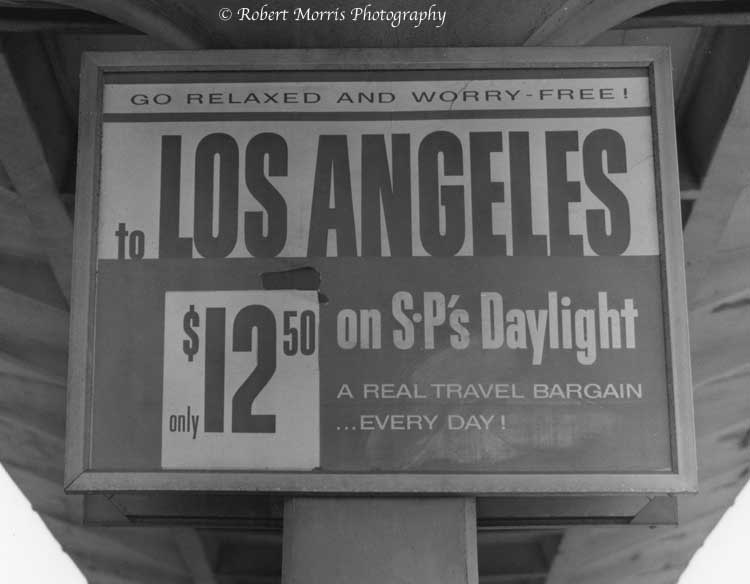 © Robert Morris Photography
GO RELAXED AND WORRY-FREE!
to LOS ANGELES
only $12 50
on S·P's Daylight
A REAL TRAVEL BARGAIN
...EVERY DAY!